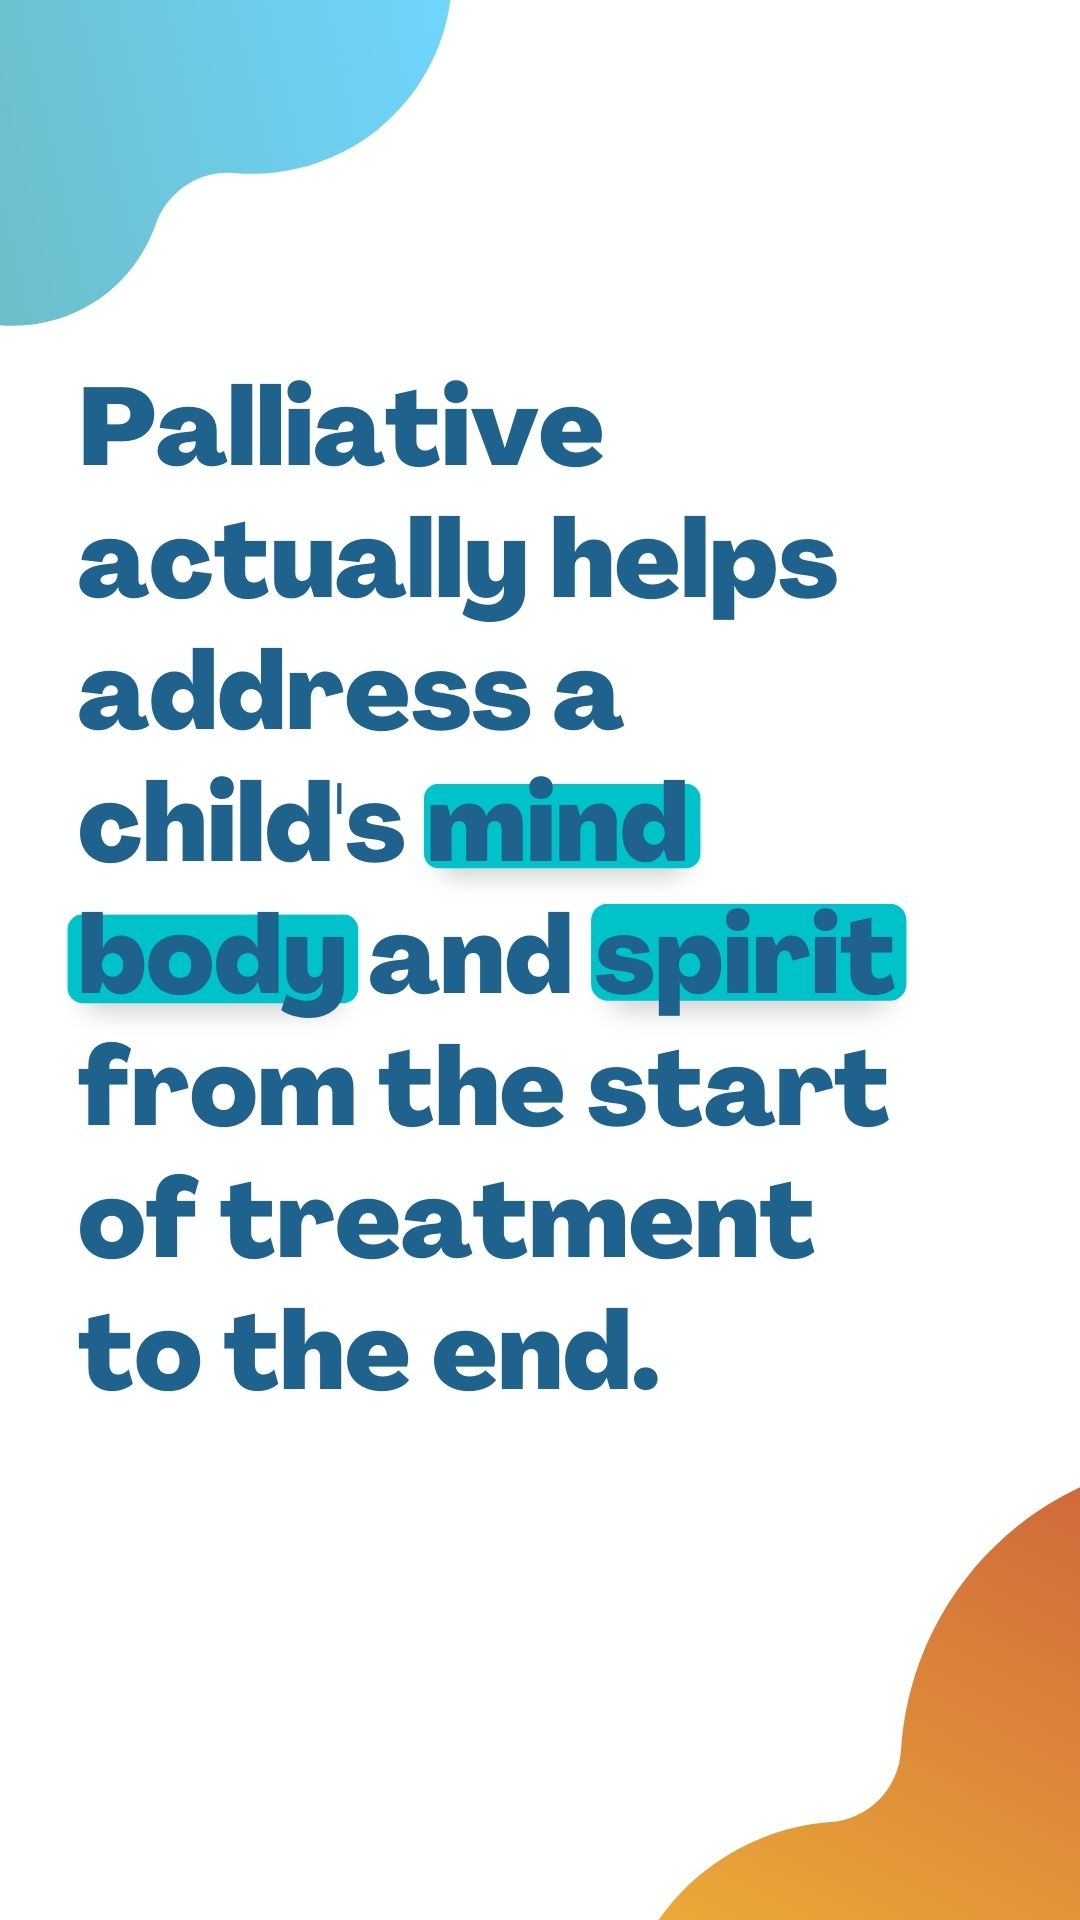 Palliative
actually helps
address a
child's mind
body and spirit
from the start
of treatment
to the end.